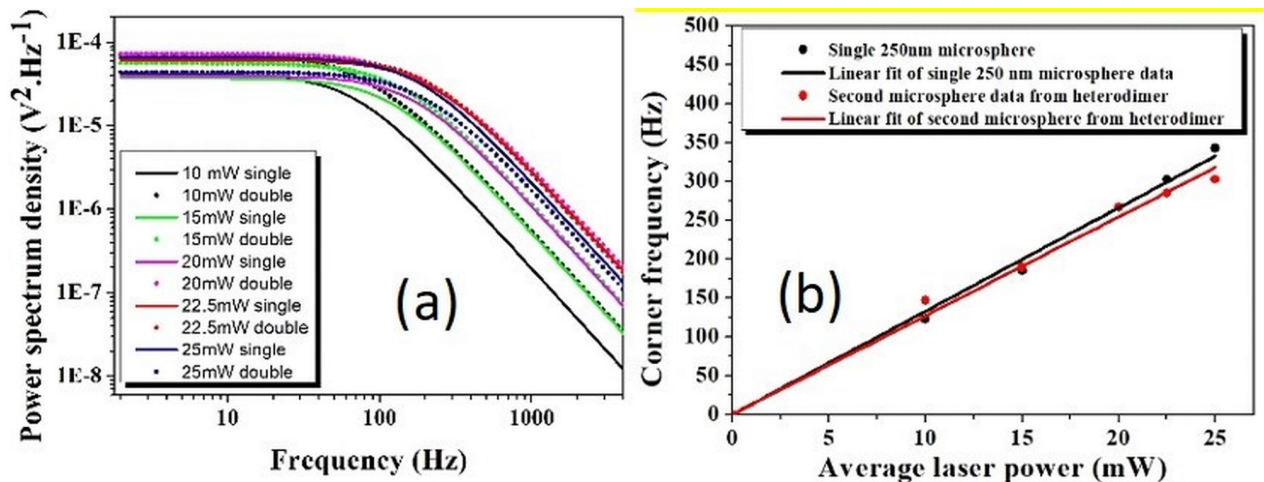 Power spectrum density (V².Hz⁻¹)
1E-4
1E-5
1E-6
1E-7
1E-8
10 mW single
10mW double
15mW single
15mW double
20mW single
20mW double
22.5mW single
22.5mW double
25mW single
25mW double
(a)
10
100
1000
Frequency (Hz)
Corner frequency (Hz)
500
450
400
350
300
250
200
150
100
50
0
Single 250nm microsphere
Linear fit of single 250 nm microsphere data
Second microsphere data from heterodimer
Linear fit of second microsphere from heterodimer
(b)
0
5
10
15
20
25
Average laser power (mW)